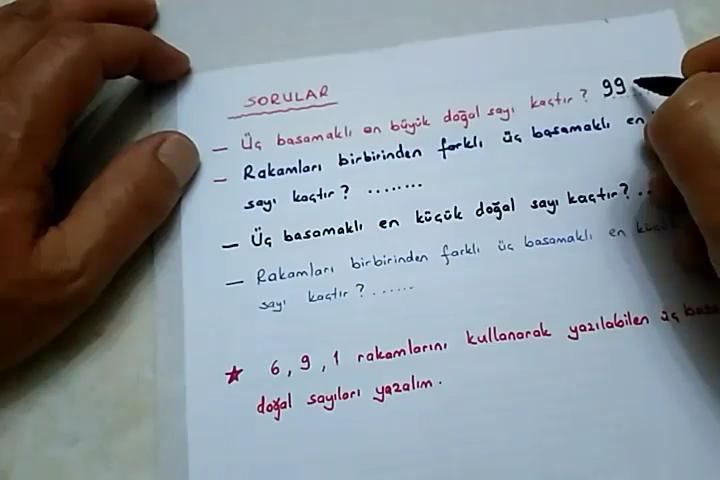 SORULAR
— Üç basamaklı en büyük doğal sayı kaçtır? 99
— Rakamları birbirinden farklı üç basamaklı en
sayı kaçtır? ........
— Üç basamaklı en küçük doğal sayı kaçtır? ..
— Rakamları birbirinden farklı üç basamaklı en küçük
sayı kaçtır? ......
★ 6, 9, 1 rakamlarını kullanarak yazılabilen üç
doğal sayıları yazalım.